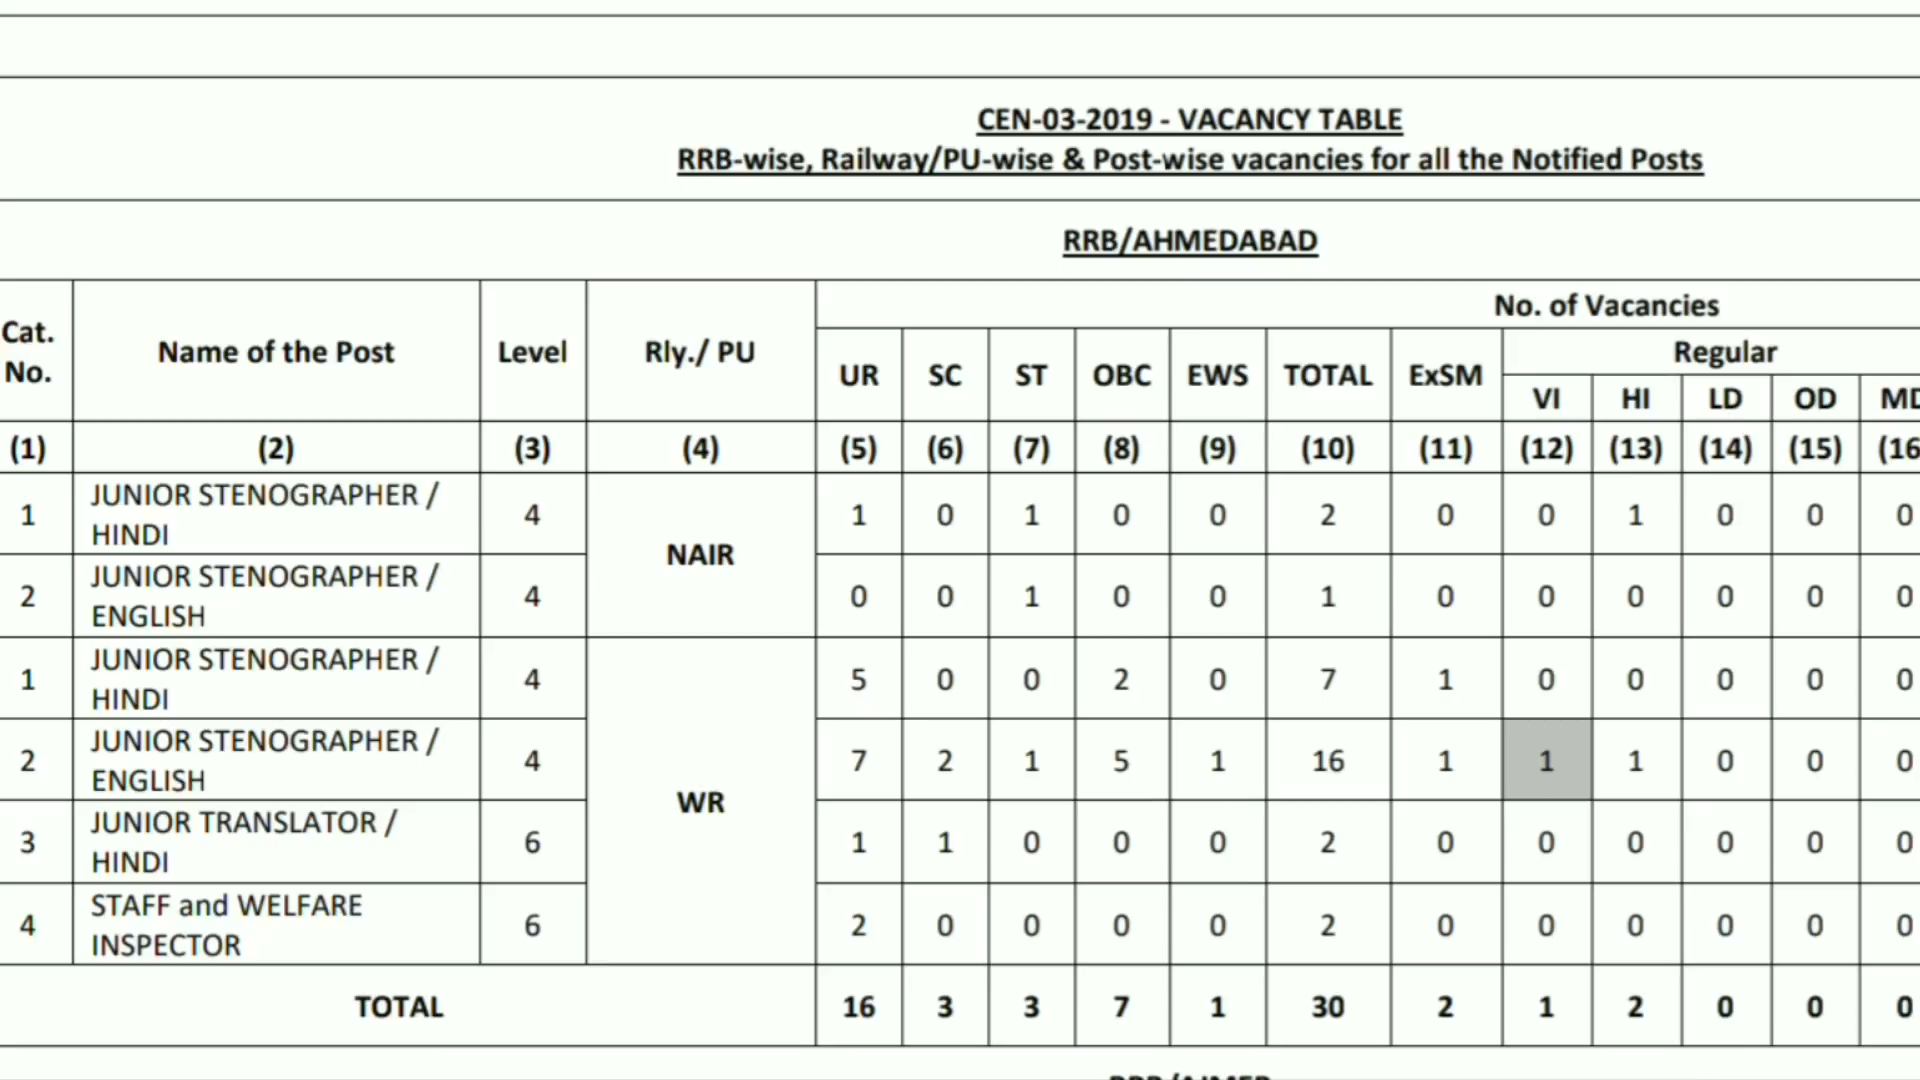 CEN-03-2019 - VACANCY TABLE
RRB-wise, Railway/PU-wise & Post-wise vacancies for all the Notified Posts
RRB/AHMEDABAD
Cat. No. Name of the Post Level Rly./ PU No. of Vacancies
UR SC ST OBC EWS TOTAL ExSM Regular
VI HI LD OD MD
(1) (2) (3) (4) (5) (6) (7) (8) (9) (10) (11) (12) (13) (14) (15) (16
1 JUNIOR STENOGRAPHER / HINDI 4 NAIR 1 0 1 0 0 2 0 0 1 0 0 0
2 JUNIOR STENOGRAPHER / ENGLISH 4 0 0 1 0 0 1 0 0 0 0 0 0
1 JUNIOR STENOGRAPHER / HINDI 4 WR 5 0 0 2 0 7 1 0 0 0 0 0
2 JUNIOR STENOGRAPHER / ENGLISH 4 7 2 1 5 1 16 1 1 1 0 0 0
3 JUNIOR TRANSLATOR / HINDI 6 1 1 0 0 0 2 0 0 0 0 0 0
4 STAFF and WELFARE INSPECTOR 6 2 0 0 0 0 2 0 0 0 0 0 0
TOTAL 16 3 3 7 1 30 2 1 2 0 0 0